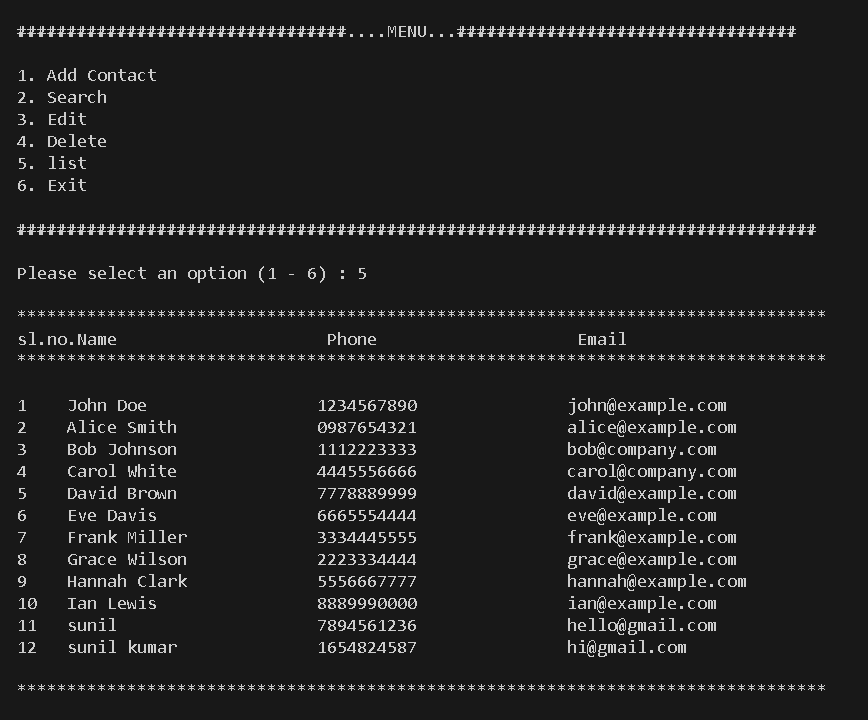 #################################....MENU...##################################
1. Add Contact
2. Search
3. Edit
4. Delete
5. list
6. Exit
################################################################################
Please select an option (1 - 6) : 5
*********************************************************************************
sl.no.Name                     Phone                    Email
*********************************************************************************
1    John Doe                 1234567890               john@example.com
2    Alice Smith              0987654321               alice@example.com
3    Bob Johnson              1112223333               bob@company.com
4    Carol White              4445556666               carol@company.com
5    David Brown              7778889999               david@example.com
6    Eve Davis                6665554444               eve@example.com
7    Frank Miller             3334445555               frank@example.com
8    Grace Wilson             2223334444               grace@example.com
9    Hannah Clark             5556667777               hannah@example.com
10   Ian Lewis                8889990000               ian@example.com
11   sunil                    7894561236               hello@gmail.com
12   sunil kumar              1654824587               hi@gmail.com
*********************************************************************************